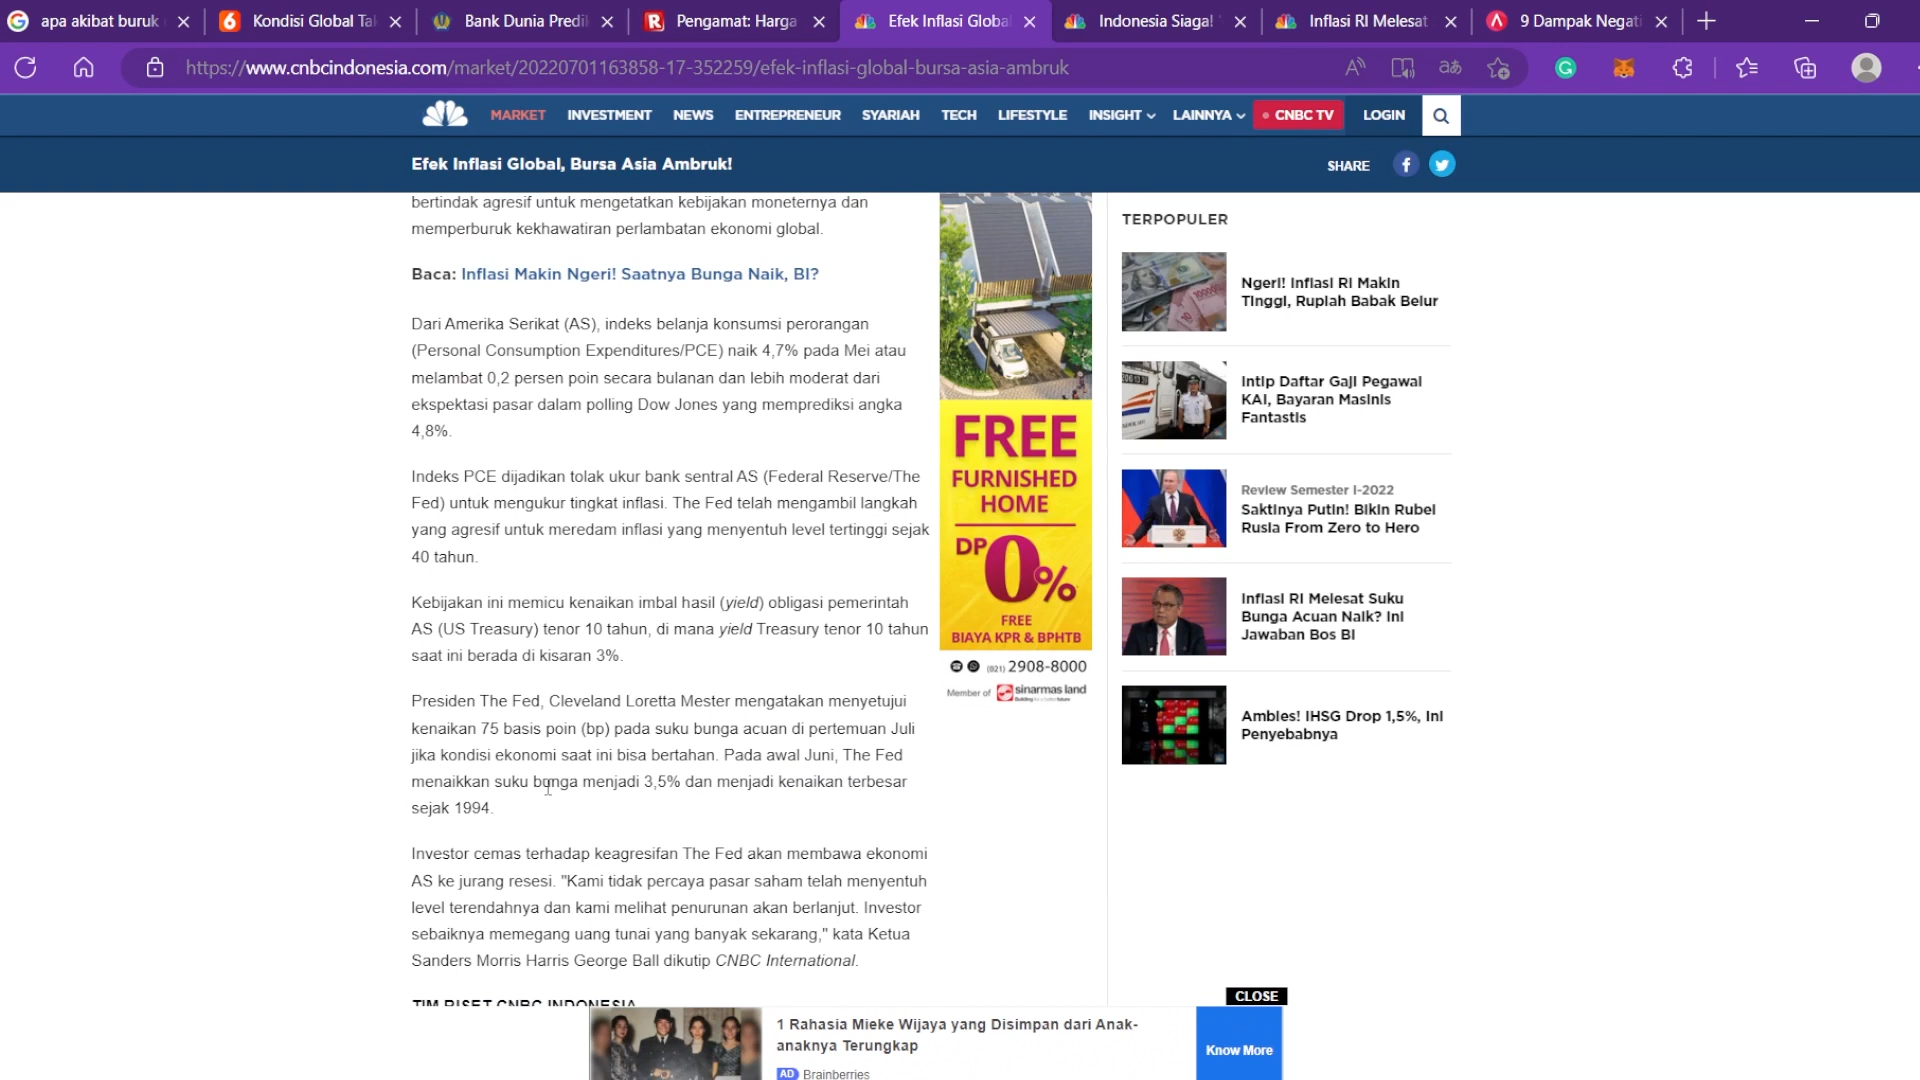 apa akibat buruk
Kondisi Global Tak
Bank Dunia Predik
Pengamat: Harga
Efek Inflasi Global
Indonesia Siaga!
Inflasi RI Melesat
9 Dampak Negati
https://www.cnbcindonesia.com/market/20220701163858-17-352259/efek-inflasi-global-bursa-asia-ambruk
MARKET INVESTMENT NEWS ENTREPRENEUR SYARIAH TECH LIFESTYLE INSIGHT LAINNYA CNBC TV LOGIN
Efek Inflasi Global, Bursa Asia Ambruk!
SHARE
bertindak agresif untuk mengetatkan kebijakan moneternya dan
memperburuk kekhawatiran perlambatan ekonomi global.
Baca: Inflasi Makin Ngeri! Saatnya Bunga Naik, BI?
Dari Amerika Serikat (AS), indeks belanja konsumsi perorangan
(Personal Consumption Expenditures/PCE) naik 4,7% pada Mei atau
melambat 0,2 persen poin secara bulanan dan lebih moderat dari
ekspektasi pasar dalam polling Dow Jones yang memprediksi angka
4,8%.
Indeks PCE dijadikan tolak ukur bank sentral AS (Federal Reserve/The
Fed) untuk mengukur tingkat inflasi. The Fed telah mengambil langkah
yang agresif untuk meredam inflasi yang menyentuh level tertinggi sejak
40 tahun.
Kebijakan ini memicu kenaikan imbal hasil (yield) obligasi pemerintah
AS (US Treasury) tenor 10 tahun, di mana yield Treasury tenor 10 tahun
saat ini berada di kisaran 3%.
Presiden The Fed, Cleveland Loretta Mester mengatakan menyetujui
kenaikan 75 basis poin (bp) pada suku bunga acuan di pertemuan Juli
jika kondisi ekonomi saat ini bisa bertahan. Pada awal Juni, The Fed
menaikkan suku bunga menjadi 3,5% dan menjadi kenaikan terbesar
sejak 1994.
Investor cemas terhadap keagresifan The Fed akan membawa ekonomi
AS ke jurang resesi. "Kami tidak percaya pasar saham telah menyentuh
level terendahnya dan kami melihat penurunan akan berlanjut. Investor
sebaiknya memegang uang tunai yang banyak sekarang," kata Ketua
Sanders Morris Harris George Ball dikutip CNBC International.
TIM RISET CNBC INDONESIA
FREE
FURNISHED
HOME
DP 0%
FREE
BIAYA KPR & BPHTB
(021) 2908-8000
Member of sinarmas land
TERPOPULER
Ngeri! Inflasi RI Makin
Tinggi, Rupiah Babak Belur
Intip Daftar Gaji Pegawai
KAI, Bayaran Masinis
Fantastis
Review Semester I-2022
Saktinya Putin! Bikin Rubel
Rusia From Zero to Hero
Inflasi RI Melesat Suku
Bunga Acuan Naik? Ini
Jawaban Bos BI
Ambles! IHSG Drop 1,5%, Ini
Penyebabnya
CLOSE
1 Rahasia Mieke Wijaya yang Disimpan dari Anak-
anaknya Terungkap
AD Brainberries
Know More